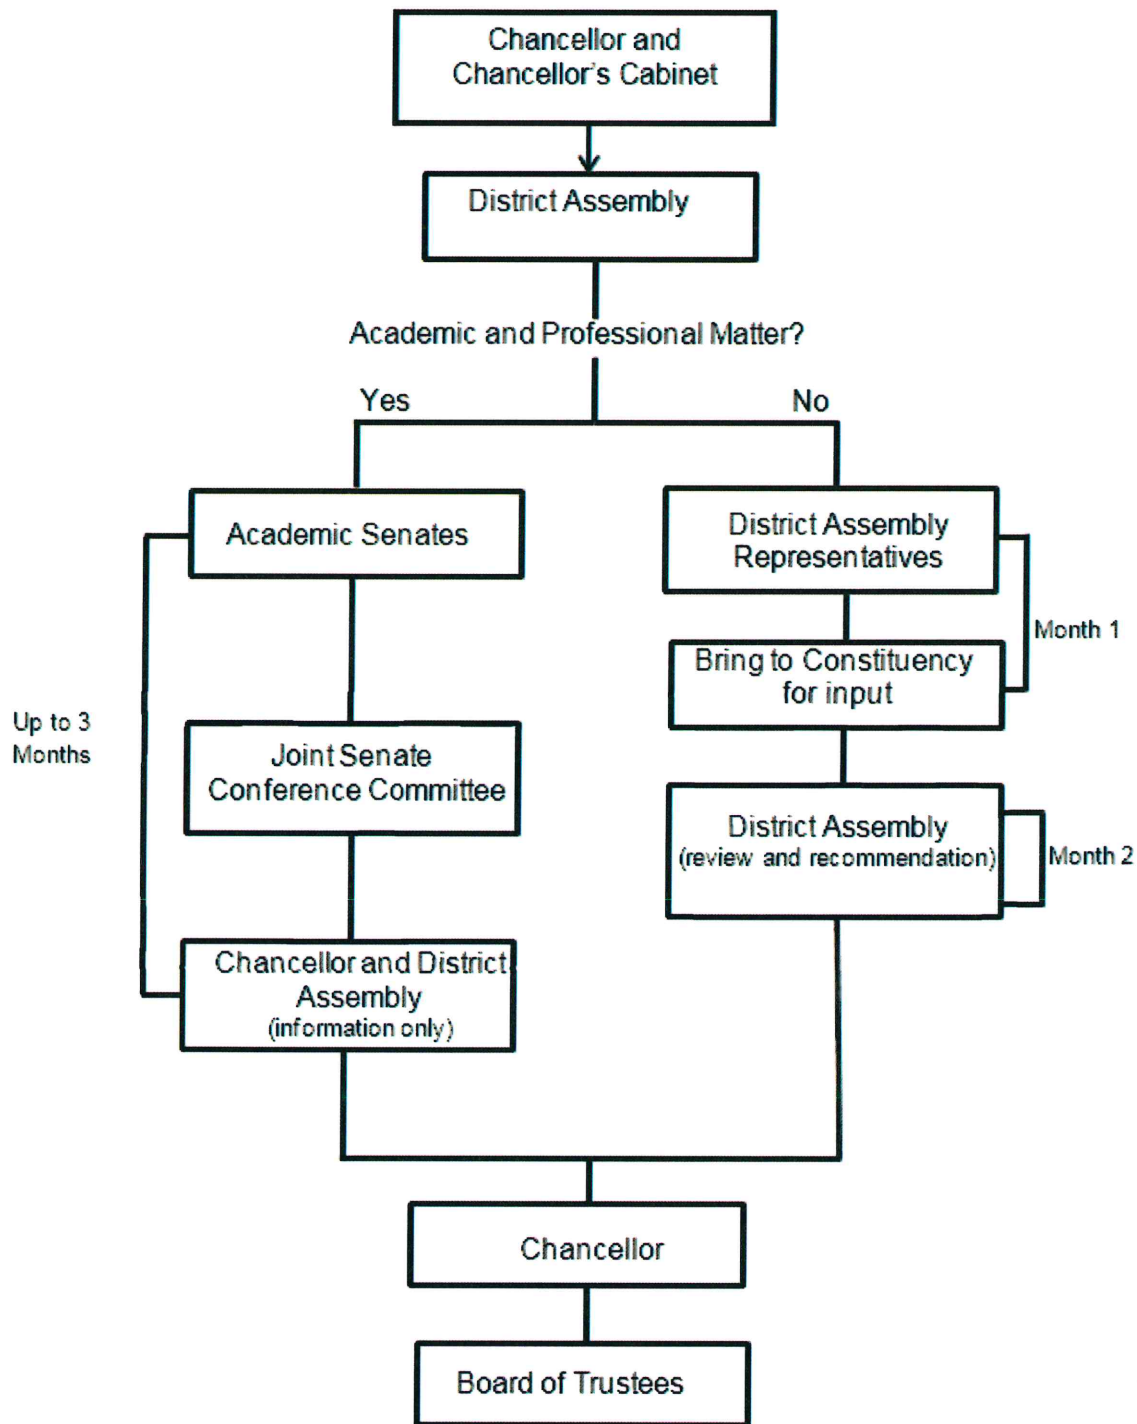 Chancellor and
Chancellor's Cabinet
District Assembly
Academic and Professional Matter?
Yes
No
Academic Senates
District Assembly
Representatives
Month 1
Bring to Constituency
for input
Up to 3
Months
Joint Senate
Conference Committee
District Assembly
(review and recommendation)
Month 2
Chancellor and District
Assembly
(information only)
Chancellor
Board of Trustees